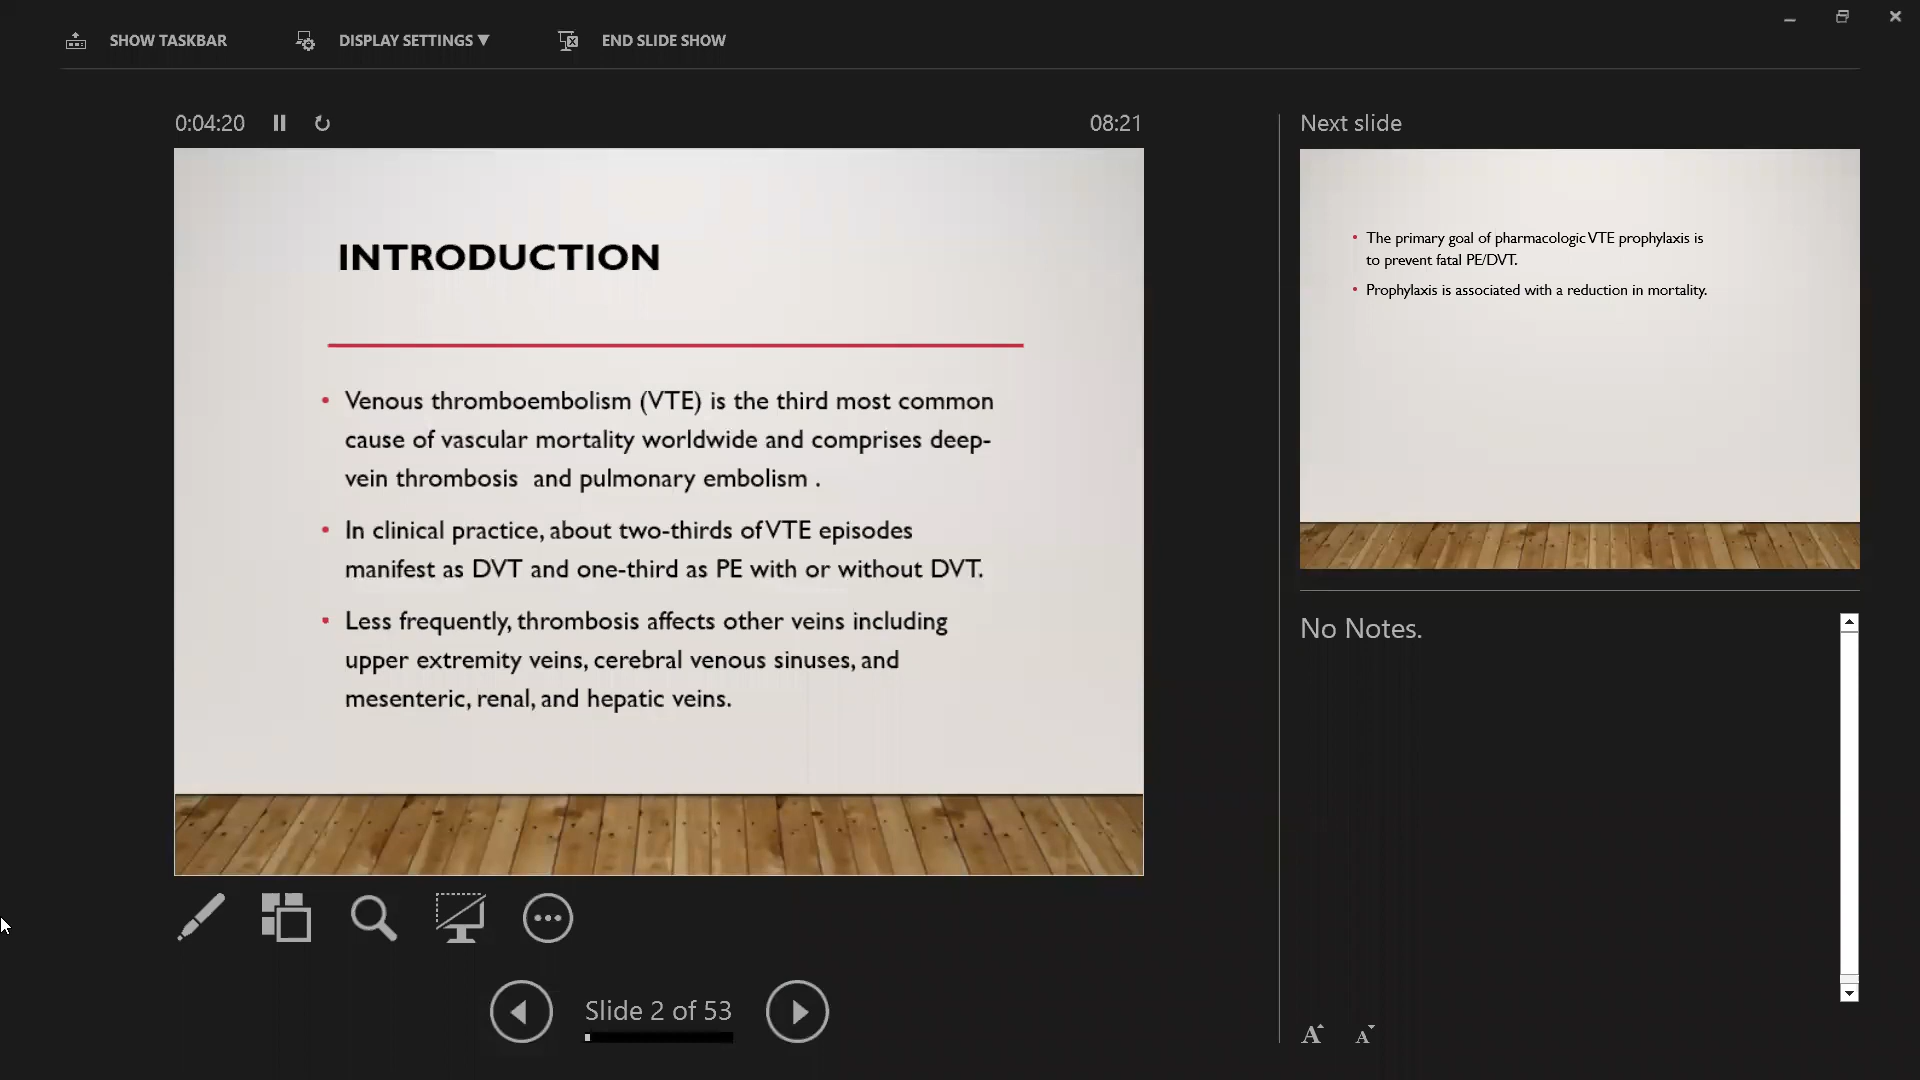 SHOW TASKBAR
DISPLAY SETTINGS ▼
END SLIDE SHOW
0:04:20
08:21
INTRODUCTION
• Venous thromboembolism (VTE) is the third most common
cause of vascular mortality worldwide and comprises deep-
vein thrombosis  and pulmonary embolism .
• In clinical practice, about two-thirds of VTE episodes
manifest as DVT and one-third as PE with or without DVT.
• Less frequently, thrombosis affects other veins including
upper extremity veins, cerebral venous sinuses, and
mesenteric, renal, and hepatic veins.
Slide 2 of 53
Next slide
• The primary goal of pharmacologic VTE prophylaxis is
to prevent fatal PE/DVT.
• Prophylaxis is associated with a reduction in mortality.
No Notes.
A A